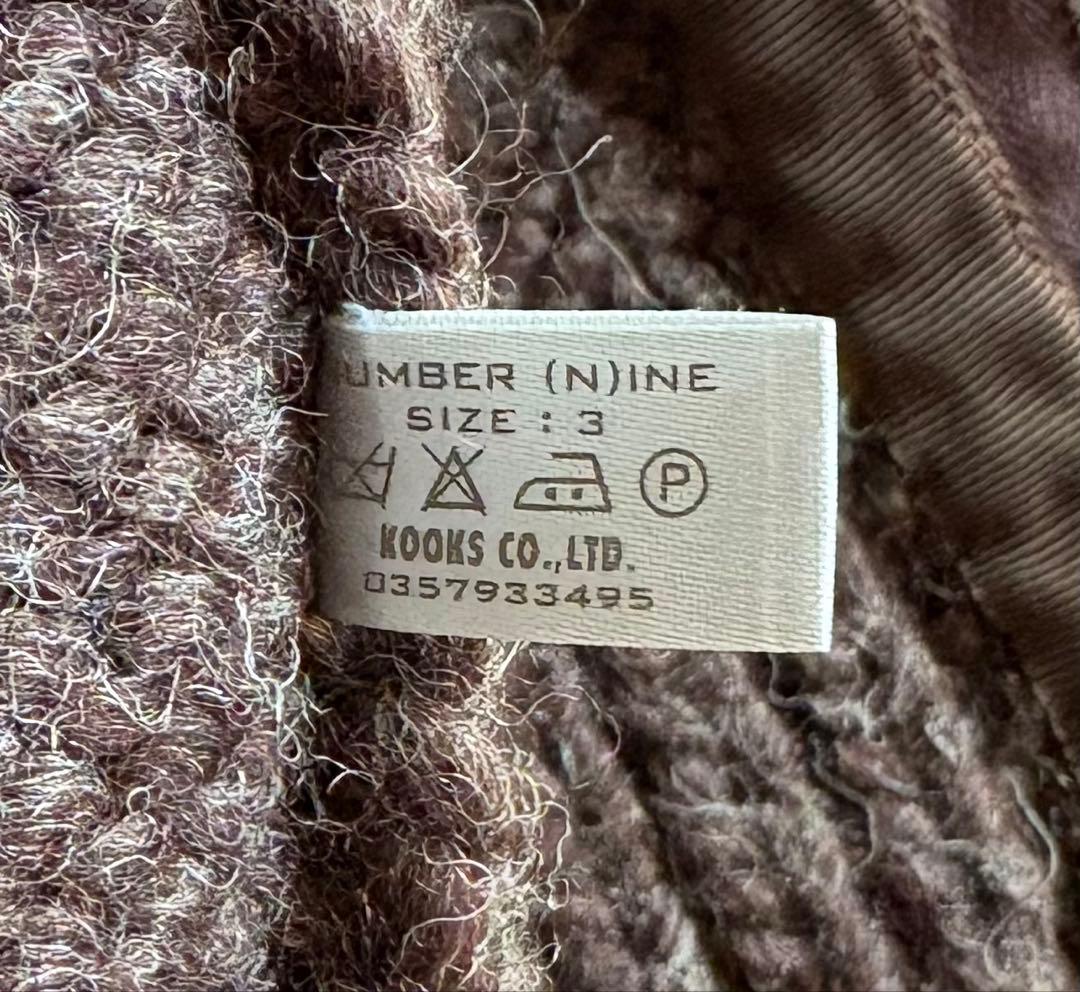 UMBER (N)INE
SIZE : 3
P
KOOKS CO.,LTD.
0357933495